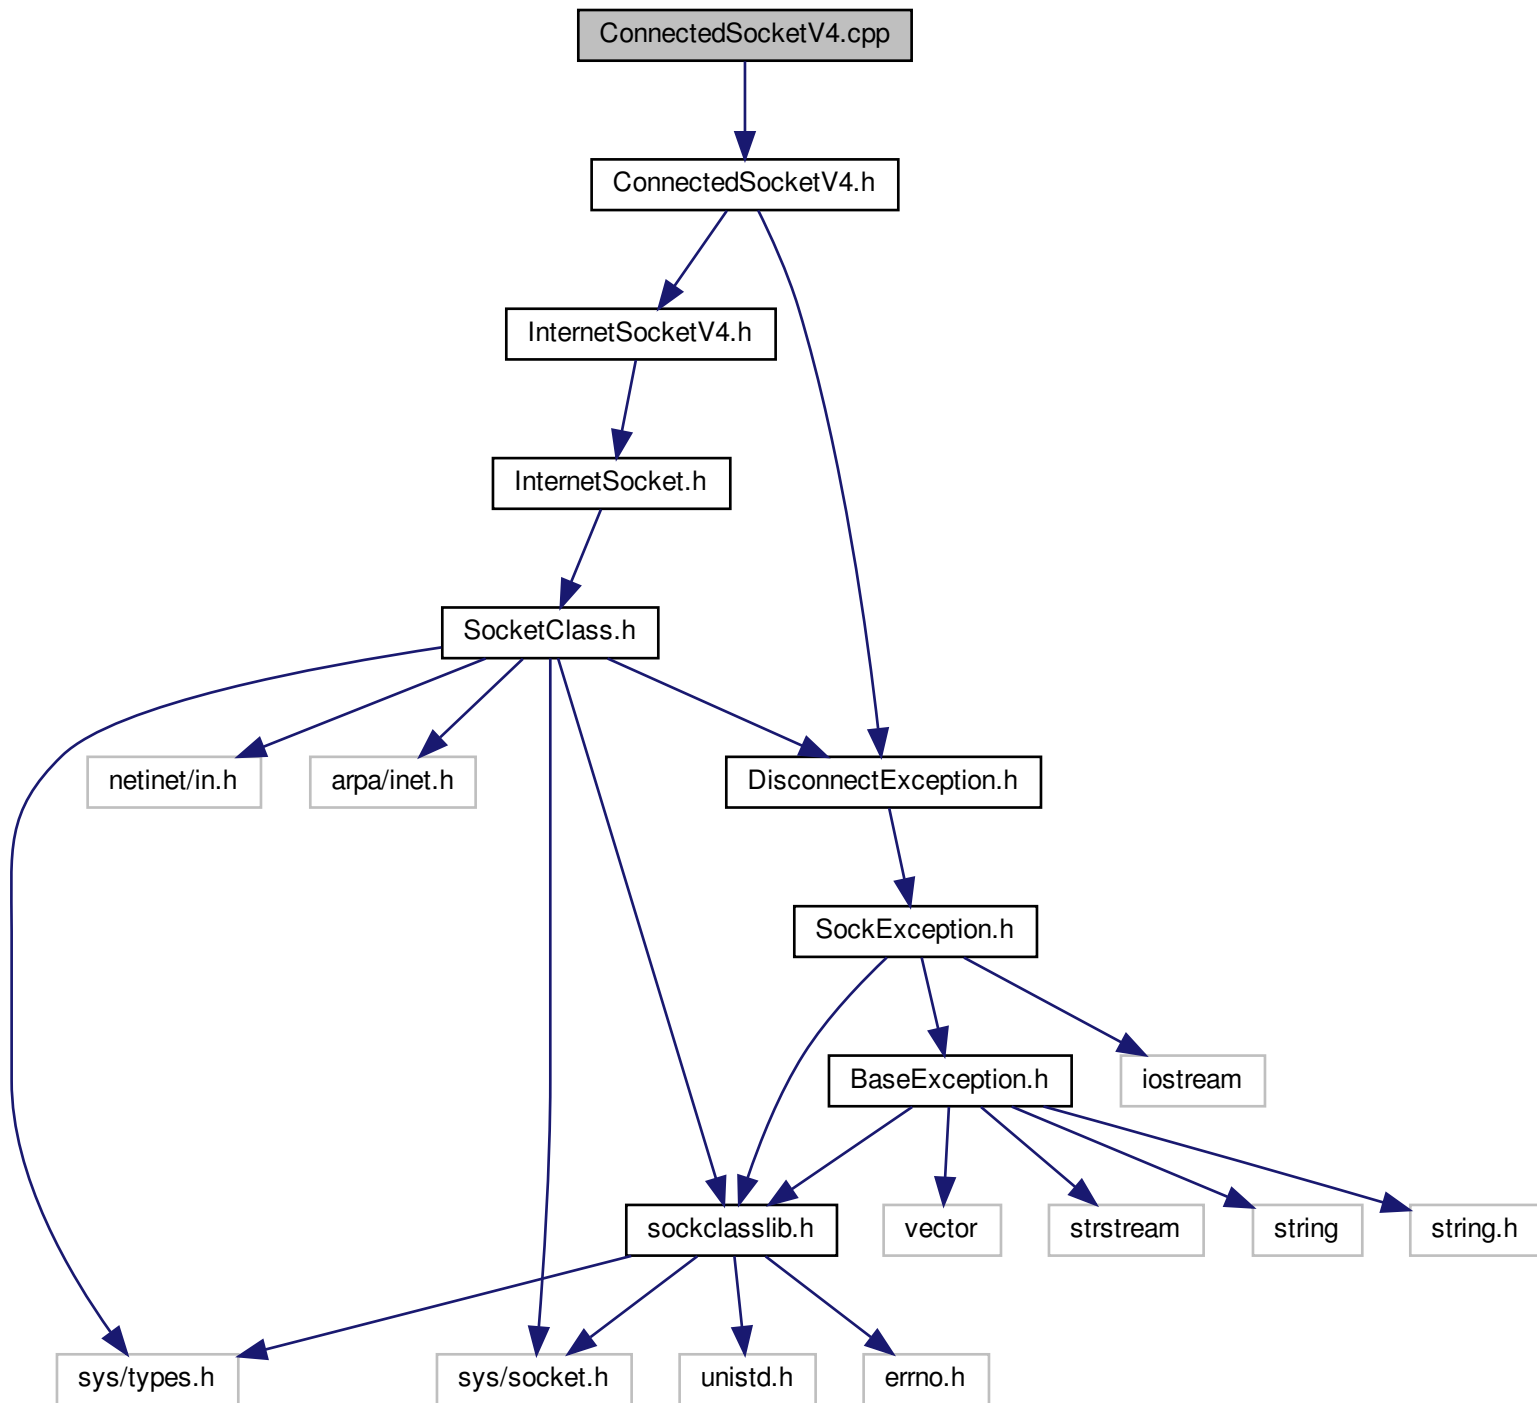 ConnectedSocketV4.cpp
ConnectedSocketV4.h
InternetSocketV4.h
InternetSocket.h
SocketClass.h
netinet/in.h
arpa/inet.h
DisconnectException.h
SockException.h
BaseException.h
iostream
sockclasslib.h
vector
strstream
string
string.h
sys/types.h
sys/socket.h
unistd.h
errno.h